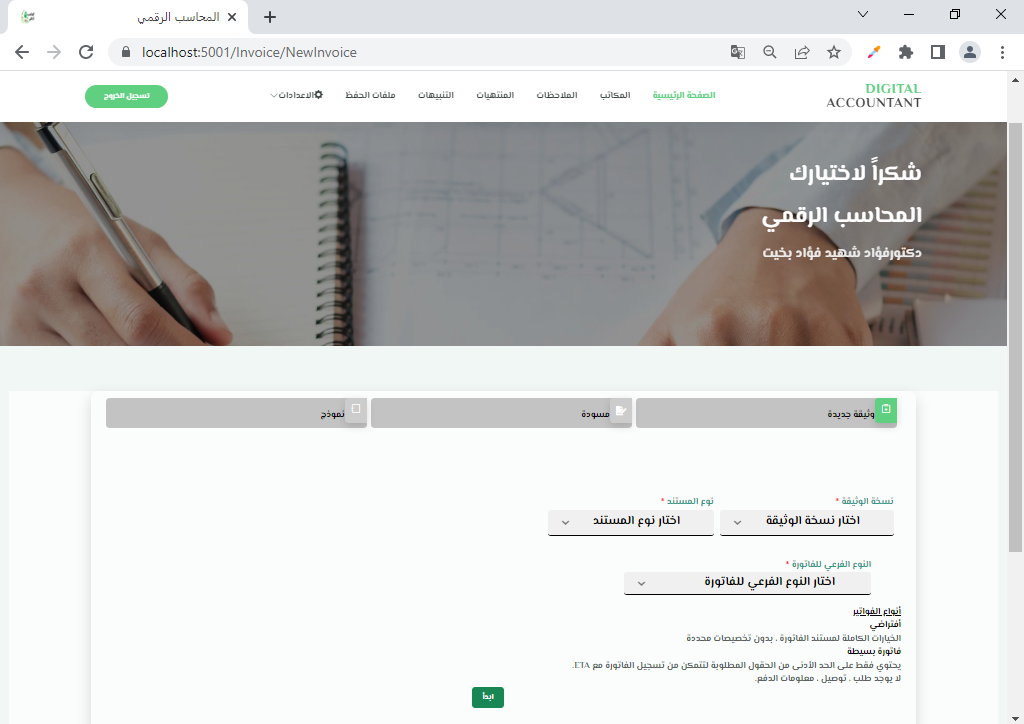 المحاسب الرقمي
localhost:5001/Invoice/NewInvoice
DIGITAL
ACCOUNTANT
الصفحة الرئيسية
المكاتب
الملاحظات
المنتهيات
التنبيهات
ملفات الحفظ
الاعدادات
تسجيل الخروج
شكراً لاختيارك
المحاسب الرقمي
دكتورفؤاد شهيد فؤاد بخيت
وثيقة جديدة
مسودة
نموذج
نسخة الوثيقة *
نوع المستند *
اختار نسخة الوثيقة
اختار نوع المستند
النوع الفرعي للفاتورة *
اختار النوع الفرعي للفاتورة
أنواع الفواتير
أفتراضي
الخيارات الكاملة لمستند الفاتورة ، بدون تخصيصات محددة
فاتورة بسيطة
يحتوي فقط على الحد الأدنى من الحقول المطلوبة لتتمكن من تسجيل الفاتورة مع ETA.
لا يوجد طلب ، توصيل ، معلومات الدفع.
ابدأ